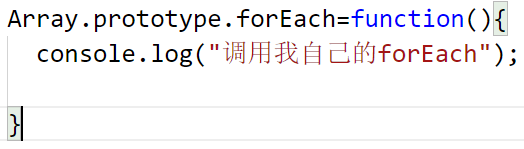 Array.prototype.forEach=function(){
console.log("调用我自己的forEach");
}